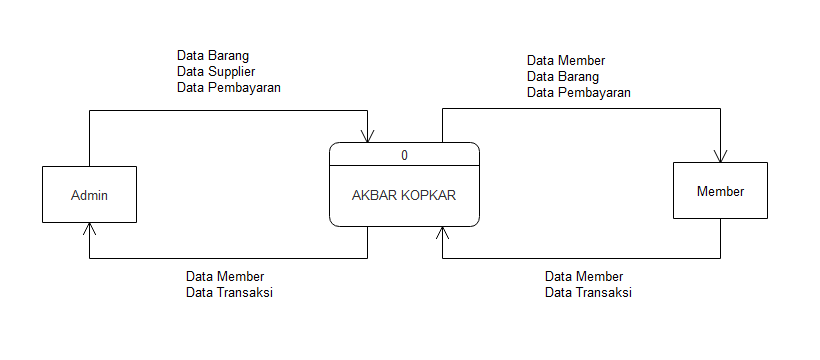 Data Barang
Data Supplier
Data Pembayaran
Data Member
Data Barang
Data Pembayaran
0
AKBAR KOPKAR
Admin
Member
Data Member
Data Transaksi
Data Member
Data Transaksi